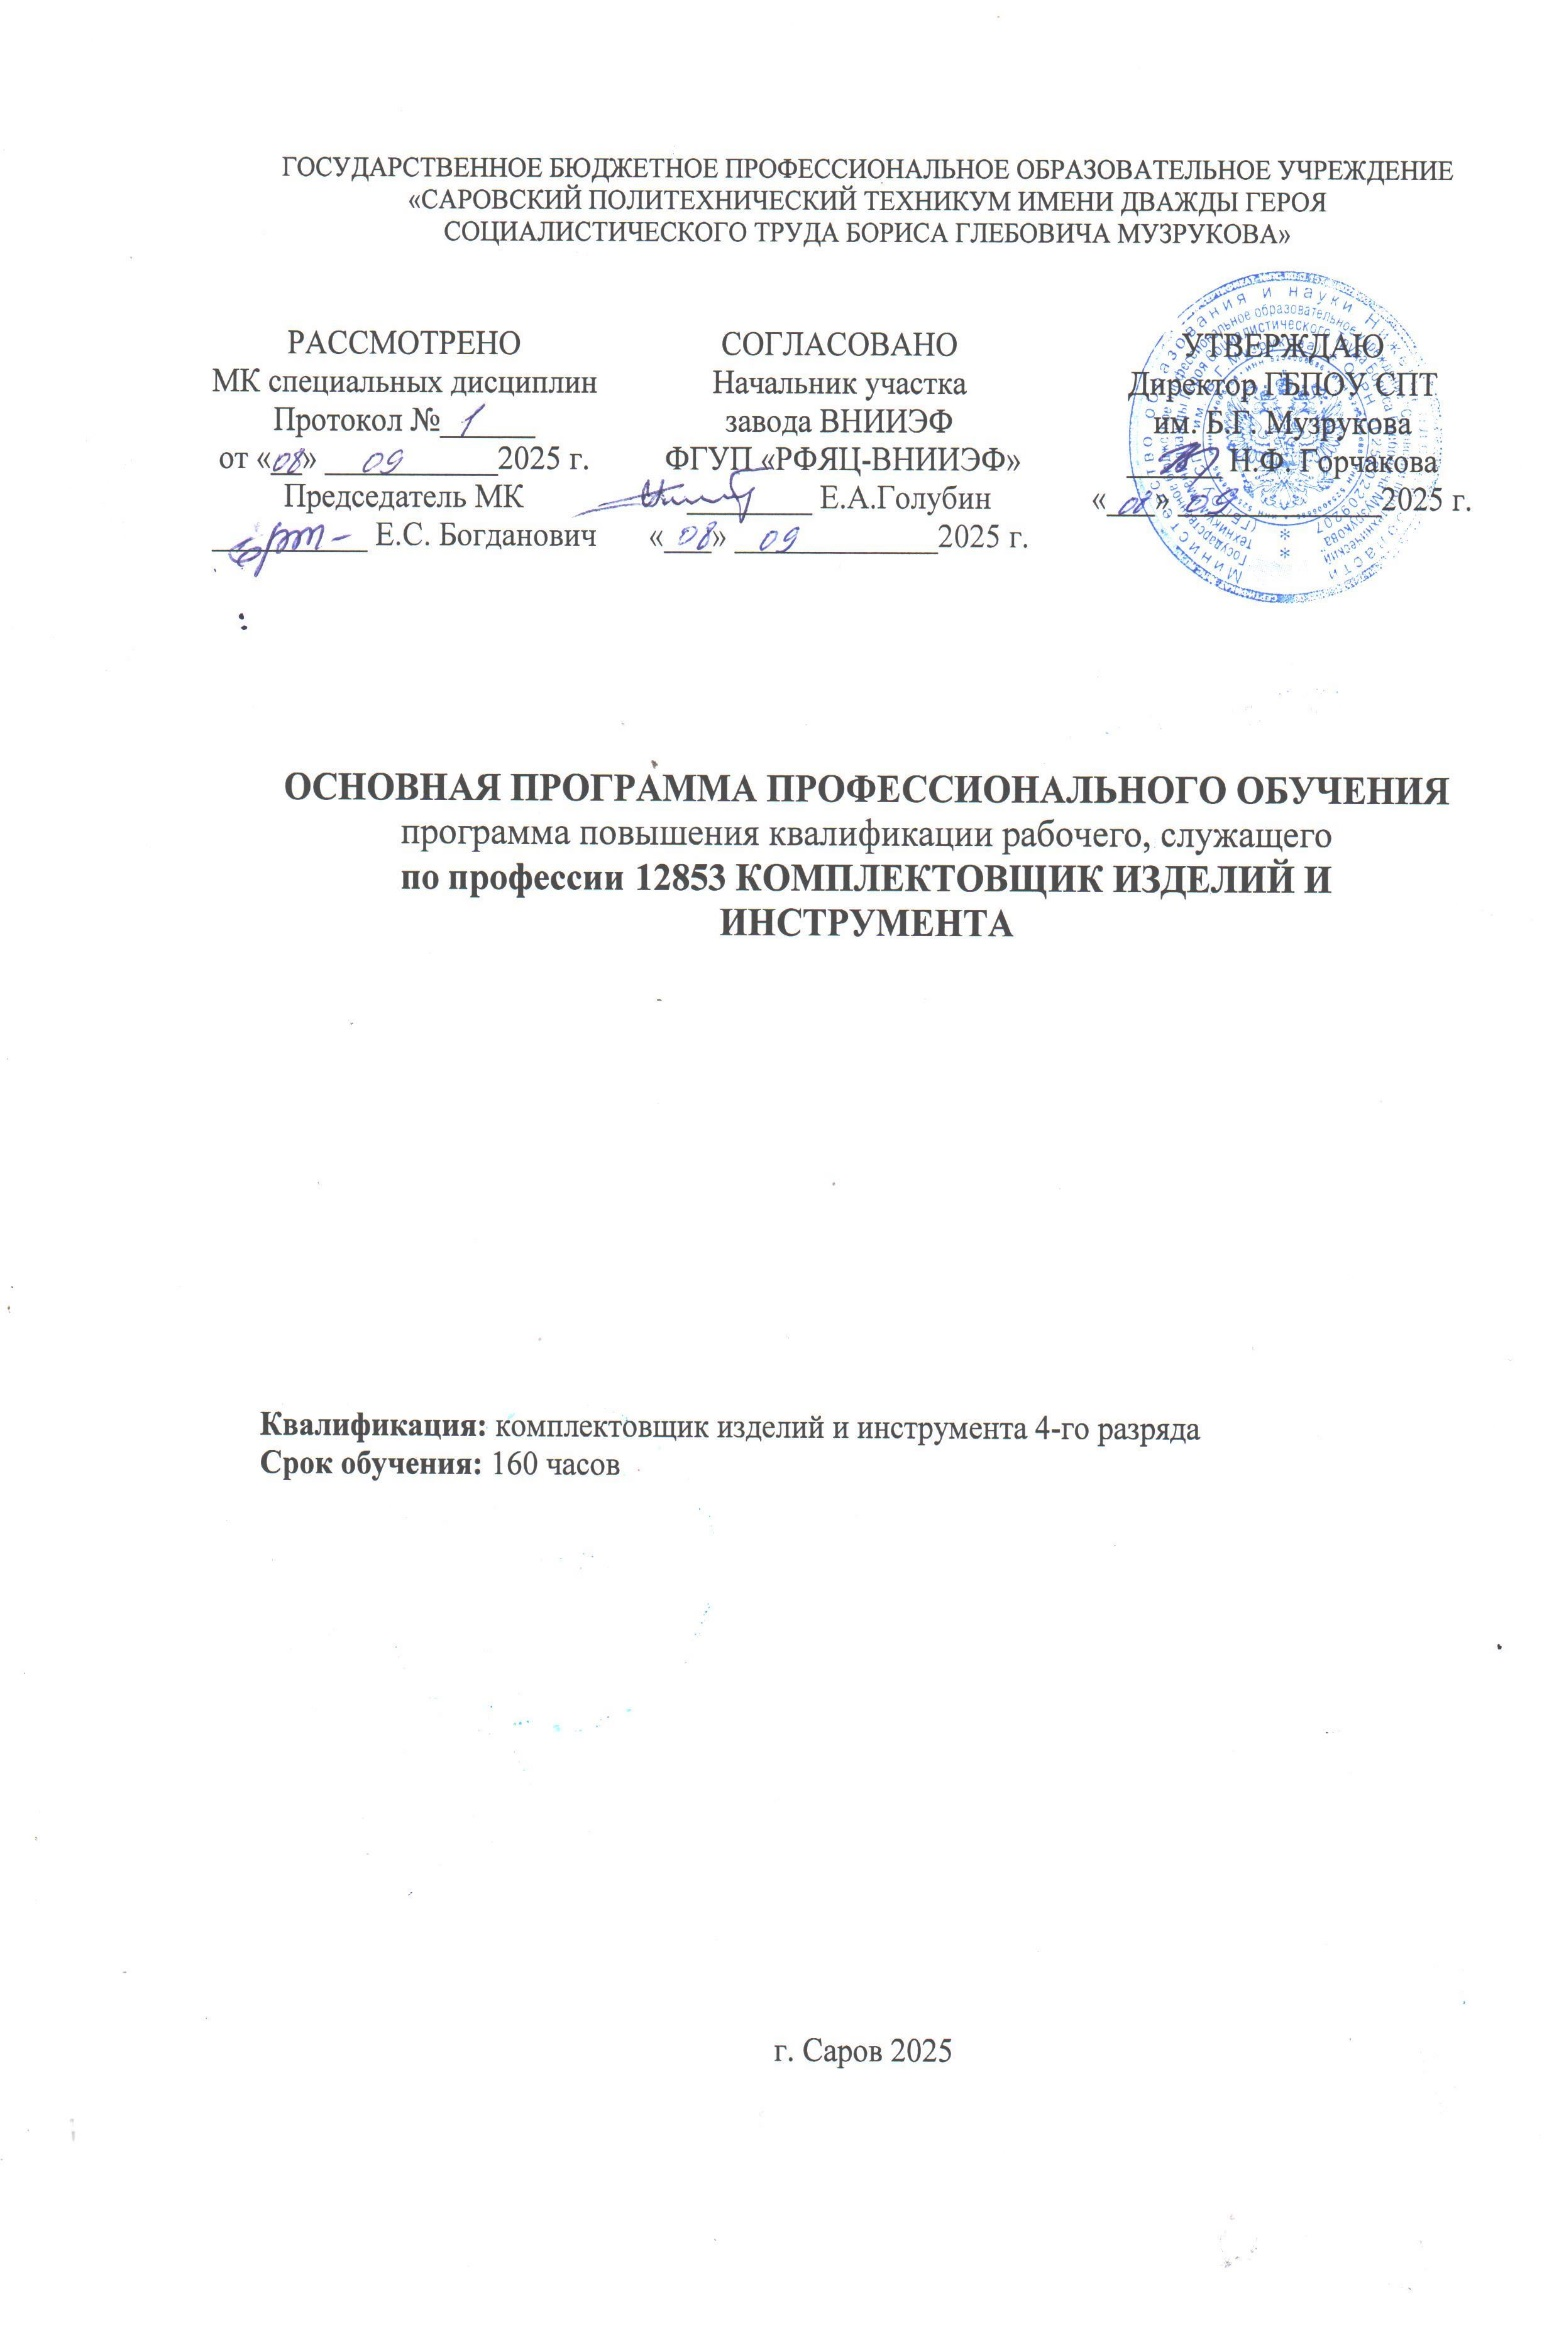 ГОСУДАРСТВЕННОЕ БЮДЖЕТНОЕ ПРОФЕССИОНАЛЬНОЕ ОБРАЗОВАТЕЛЬНОЕ УЧРЕЖДЕНИЕ
«САРОВСКИЙ ПОЛИТЕХНИЧЕСКИЙ ТЕХНИКУМ ИМЕНИ ДВАЖДЫ ГЕРОЯ
СОЦИАЛИСТИЧЕСКОГО ТРУДА БОРИСА ГЛЕБОВИЧА МУЗРУКОВА»
РАССМОТРЕНО
МК специальных дисциплин
Протокол № 1
от «08» 09 2025 г.
Председатель МК
Е.С. Богданович
СОГЛАСОВАНО
Начальник участка
завода ВНИИЭФ
ФГУП «РФЯЦ-ВНИИЭФ»
Е.А.Голубин
«08» 09 2025 г.
УТВЕРЖДАЮ
Директор ГБПОУ СПТ
им. Б.Г. Музрукова
Н.Ф. Горчакова
«08» 09 2025 г.
ОСНОВНАЯ ПРОГРАММА ПРОФЕССИОНАЛЬНОГО ОБУЧЕНИЯ
программа повышения квалификации рабочего, служащего
по профессии 12853 КОМПЛЕКТОВЩИК ИЗДЕЛИЙ И
ИНСТРУМЕНТА
Квалификация: комплектовщик изделий и инструмента 4-го разряда
Срок обучения: 160 часов
г. Саров 2025